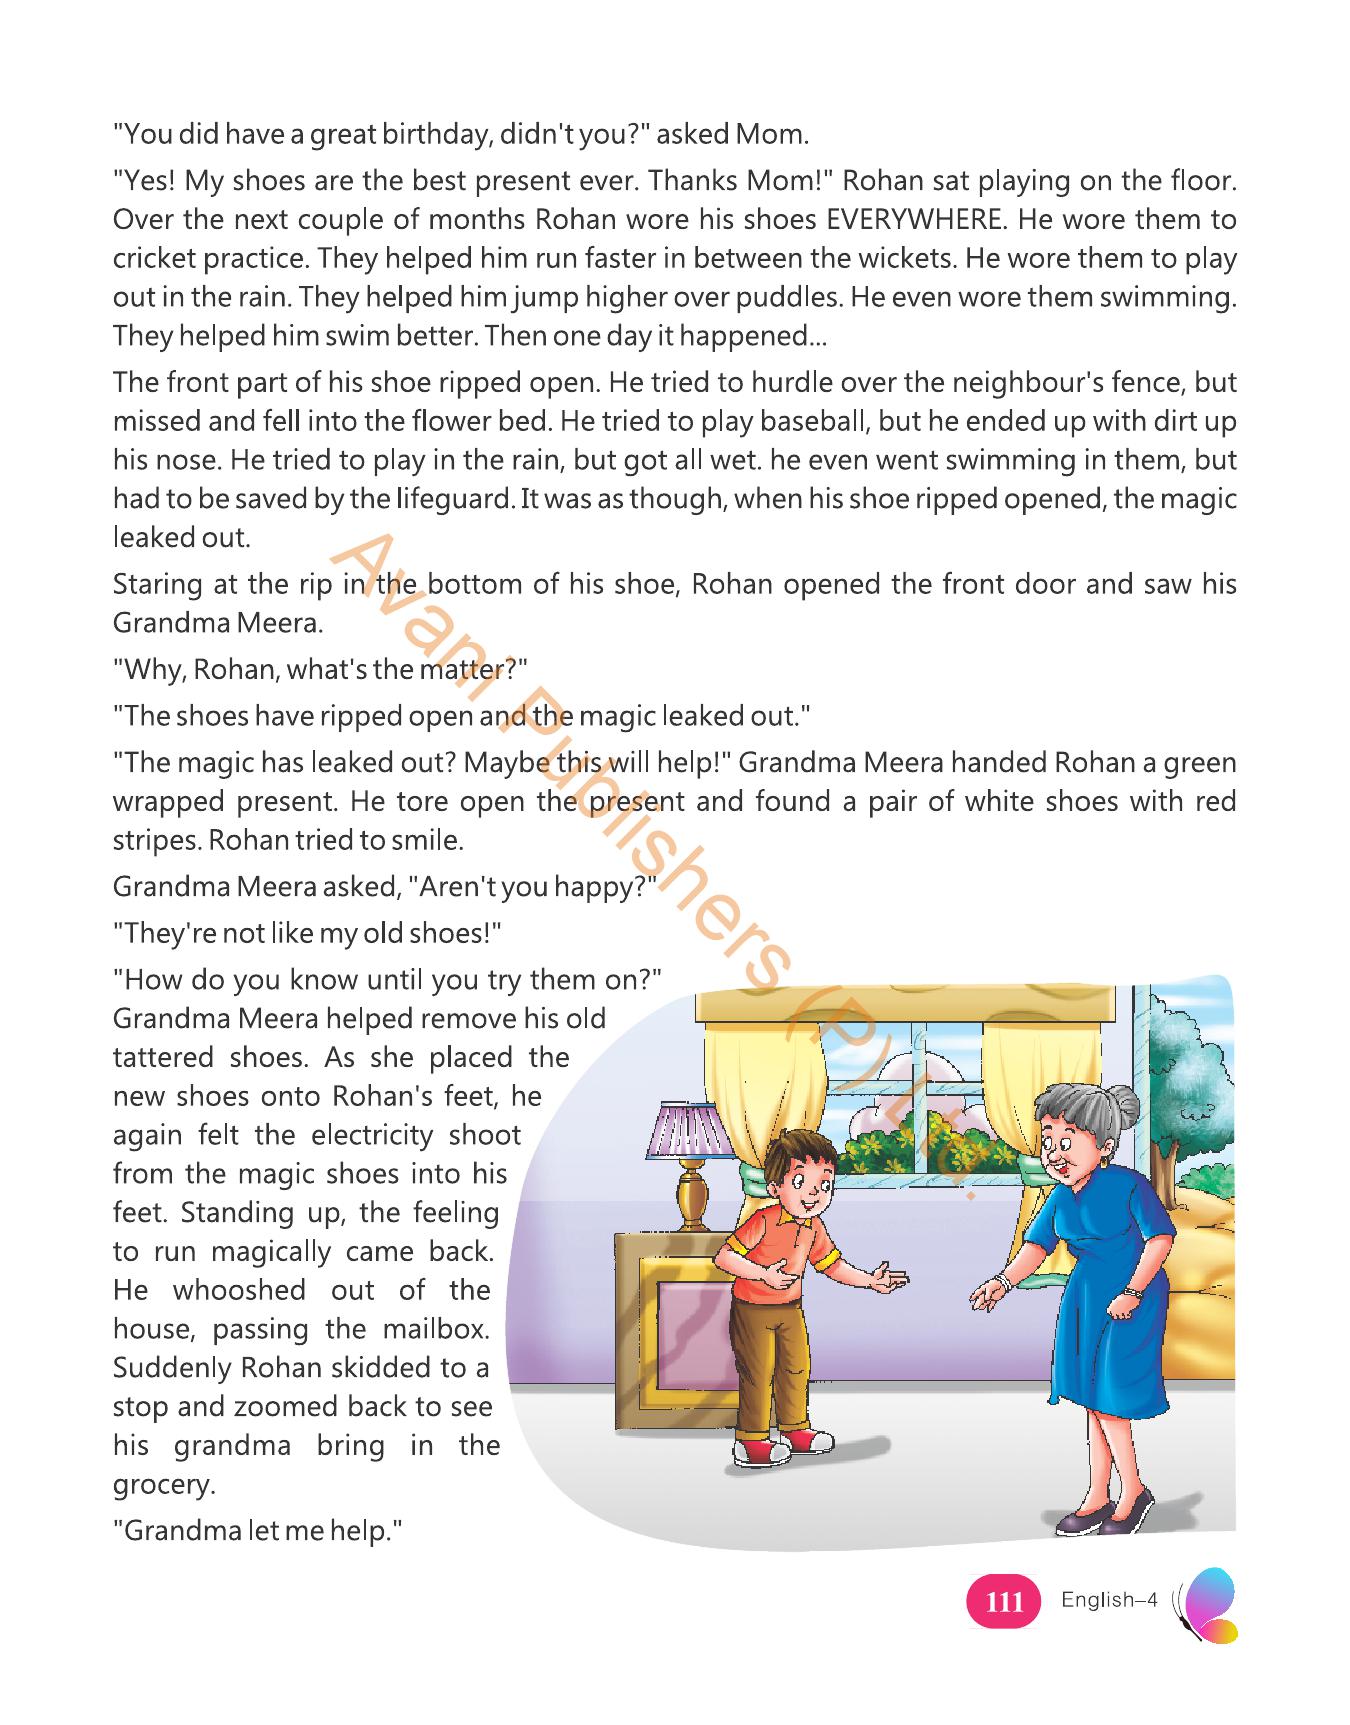 "You did have a great birthday, didn't you?" asked Mom.
"Yes! My shoes are the best present ever. Thanks Mom!" Rohan sat playing on the floor.
Over the next couple of months Rohan wore his shoes EVERYWHERE. He wore them to
cricket practice. They helped him run faster in between the wickets. He wore them to play
out in the rain. They helped him jump higher over puddles. He even wore them swimming.
They helped him swim better. Then one day it happened...
The front part of his shoe ripped open. He tried to hurdle over the neighbour's fence, but
missed and fell into the flower bed. He tried to play baseball, but he ended up with dirt up
his nose. He tried to play in the rain, but got all wet. he even went swimming in them, but
had to be saved by the lifeguard. It was as though, when his shoe ripped opened, the magic
leaked out.
Staring at the rip in the bottom of his shoe, Rohan opened the front door and saw his
Grandma Meera.
"Why, Rohan, what's the matter?"
"The shoes have ripped open and the magic leaked out."
"The magic has leaked out? Maybe this will help!" Grandma Meera handed Rohan a green
wrapped present. He tore open the present and found a pair of white shoes with red
stripes. Rohan tried to smile.
Grandma Meera asked, "Aren't you happy?"
"They're not like my old shoes!"
"How do you know until you try them on?"
Grandma Meera helped remove his old
tattered shoes. As she placed the
new shoes onto Rohan's feet, he
again felt the electricity shoot
from the magic shoes into his
feet. Standing up, the feeling
to run magically came back.
He whooshed out of the
house, passing the mailbox.
Suddenly Rohan skidded to a
stop and zoomed back to see
his grandma bring in the
grocery.
"Grandma let me help."
111 English–4
Avani Publishers (P) Ltd.